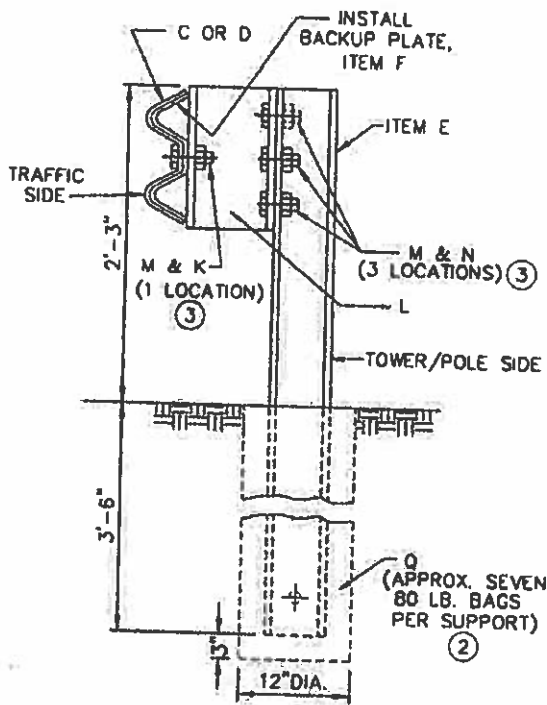 C OR D
INSTALL
BACKUP PLATE,
ITEM F
ITEM E
TRAFFIC
SIDE
2'-3"
M & K
(1 LOCATION)
3
M & N
(3 LOCATIONS) 3
L
TOWER/POLE SIDE
3'-6"
Q
(APPROX. SEVEN
80 LB. BAGS
PER SUPPORT)
2
3"
12"DIA.